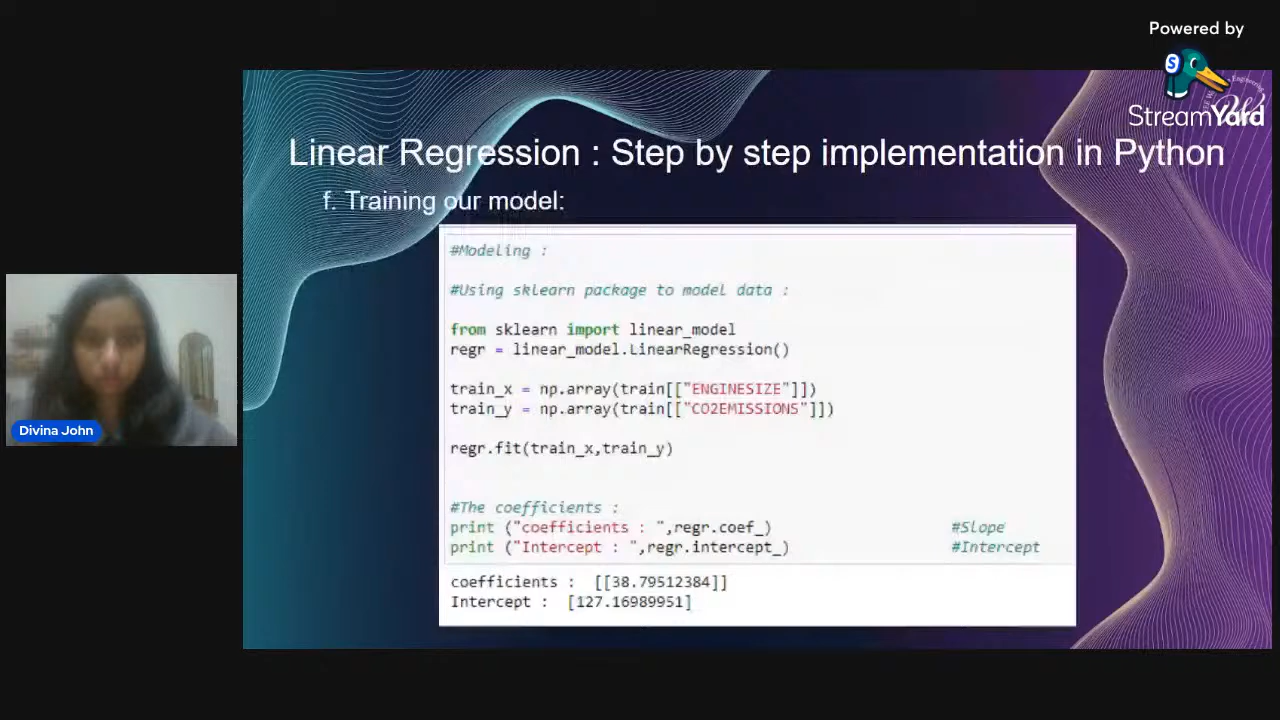 Powered by
StreamYard
Linear Regression : Step by step implementation in Python
f. Training our model:
#Modeling :
#Using sklearn package to model data :
from sklearn import linear_model
regr = linear_model.LinearRegression()
train_x = np.array(train[["ENGINESIZE"]])
train_y = np.array(train[["CO2EMISSIONS"]])
regr.fit(train_x,train_y)
#The coefficients :
print ("coefficients : ",regr.coef_) #Slope
print ("Intercept : ",regr.intercept_) #Intercept
coefficients : [[38.79512384]]
Intercept : [127.16989951]
Divina John